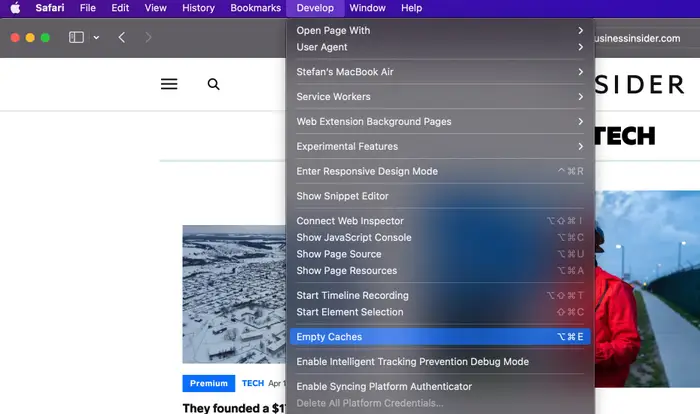 Safari File Edit View History Bookmarks Develop Window Help
usinessinsider.com
Open Page With
User Agent
Stefan's MacBook Air
SIDER
Service Workers
Web Extension Background Pages
TECH
Experimental Features
Enter Responsive Design Mode ⌃⌘R
Show Snippet Editor
Connect Web Inspector ⌥⇧⌘I
Show JavaScript Console ⌥⌘C
Show Page Source ⌥⌘U
Show Page Resources ⌥⌘A
Start Timeline Recording ⌥⇧⌘T
Start Element Selection ⇧⌘C
Empty Caches ⌥⌘E
Enable Intelligent Tracking Prevention Debug Mode
Enable Syncing Platform Authenticator
Delete All Platform Credentials...
Premium TECH Apr 1
They founded a $1